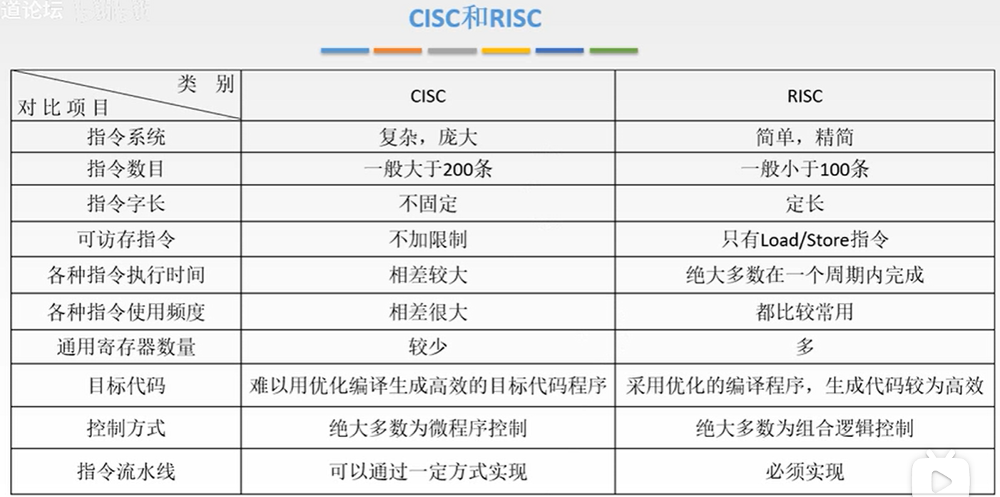 道论坛
CISC和RISC
类 别
对比项目
CISC
RISC
指令系统
复杂，庞大
简单，精简
指令数目
一般大于200条
一般小于100条
指令字长
不固定
定长
可访存指令
不加限制
只有Load/Store指令
各种指令执行时间
相差较大
绝大多数在一个周期内完成
各种指令使用频度
相差很大
都比较常用
通用寄存器数量
较少
多
目标代码
难以用优化编译生成高效的目标代码程序
采用优化的编译程序，生成代码较为高效
控制方式
绝大多数为微程序控制
绝大多数为组合逻辑控制
指令流水线
可以通过一定方式实现
必须实现